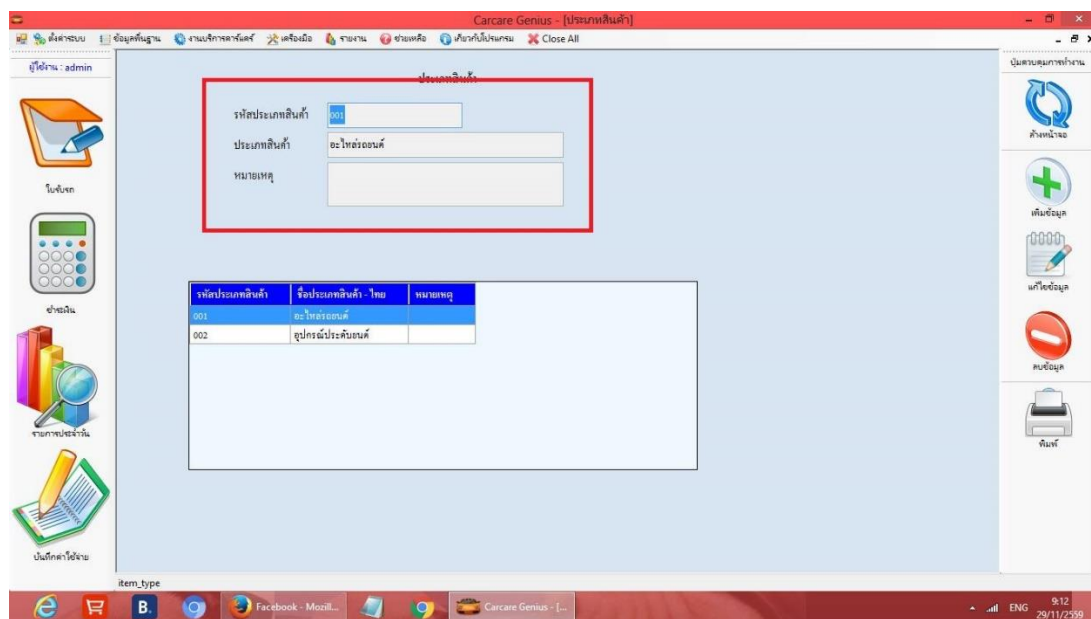 Carcare Genius - [ประเภทสินค้า]
ตั้งค่าระบบ ข้อมูลพื้นฐาน งานบริการคาร์แคร์ เครื่องมือ รายงาน ช่วยเหลือ เกี่ยวกับโปรแกรม Close All
ผู้ใช้งาน : admin
ประเภทสินค้า
รหัสประเภทสินค้า 001
ประเภทสินค้า อะไหล่รถยนต์
หมายเหตุ
รหัสประเภทสินค้า ชื่อประเภทสินค้า - ไทย หมายเหตุ
001 อะไหล่รถยนต์
002 อุปกรณ์ประดับยนต์
ใบรับรถ
ชำระเงิน
รายการประจำวัน
บันทึกค่าใช้จ่าย
ปุ่มควบคุมการทำงาน
ล้างหน้าจอ
เพิ่มข้อมูล
แก้ไขข้อมูล
ลบข้อมูล
พิมพ์
item_type
B.
Facebook - Mozill...
Carcare Genius - [...
ENG
9:12
29/11/2559